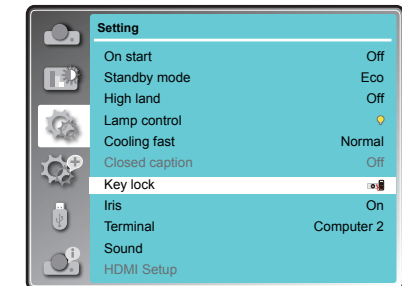 Setting
On start Off
Standby mode Eco
High land Off
Lamp control
Cooling fast Normal
Closed caption Off
Key lock
Iris On
Terminal Computer 2
Sound
HDMI Setup